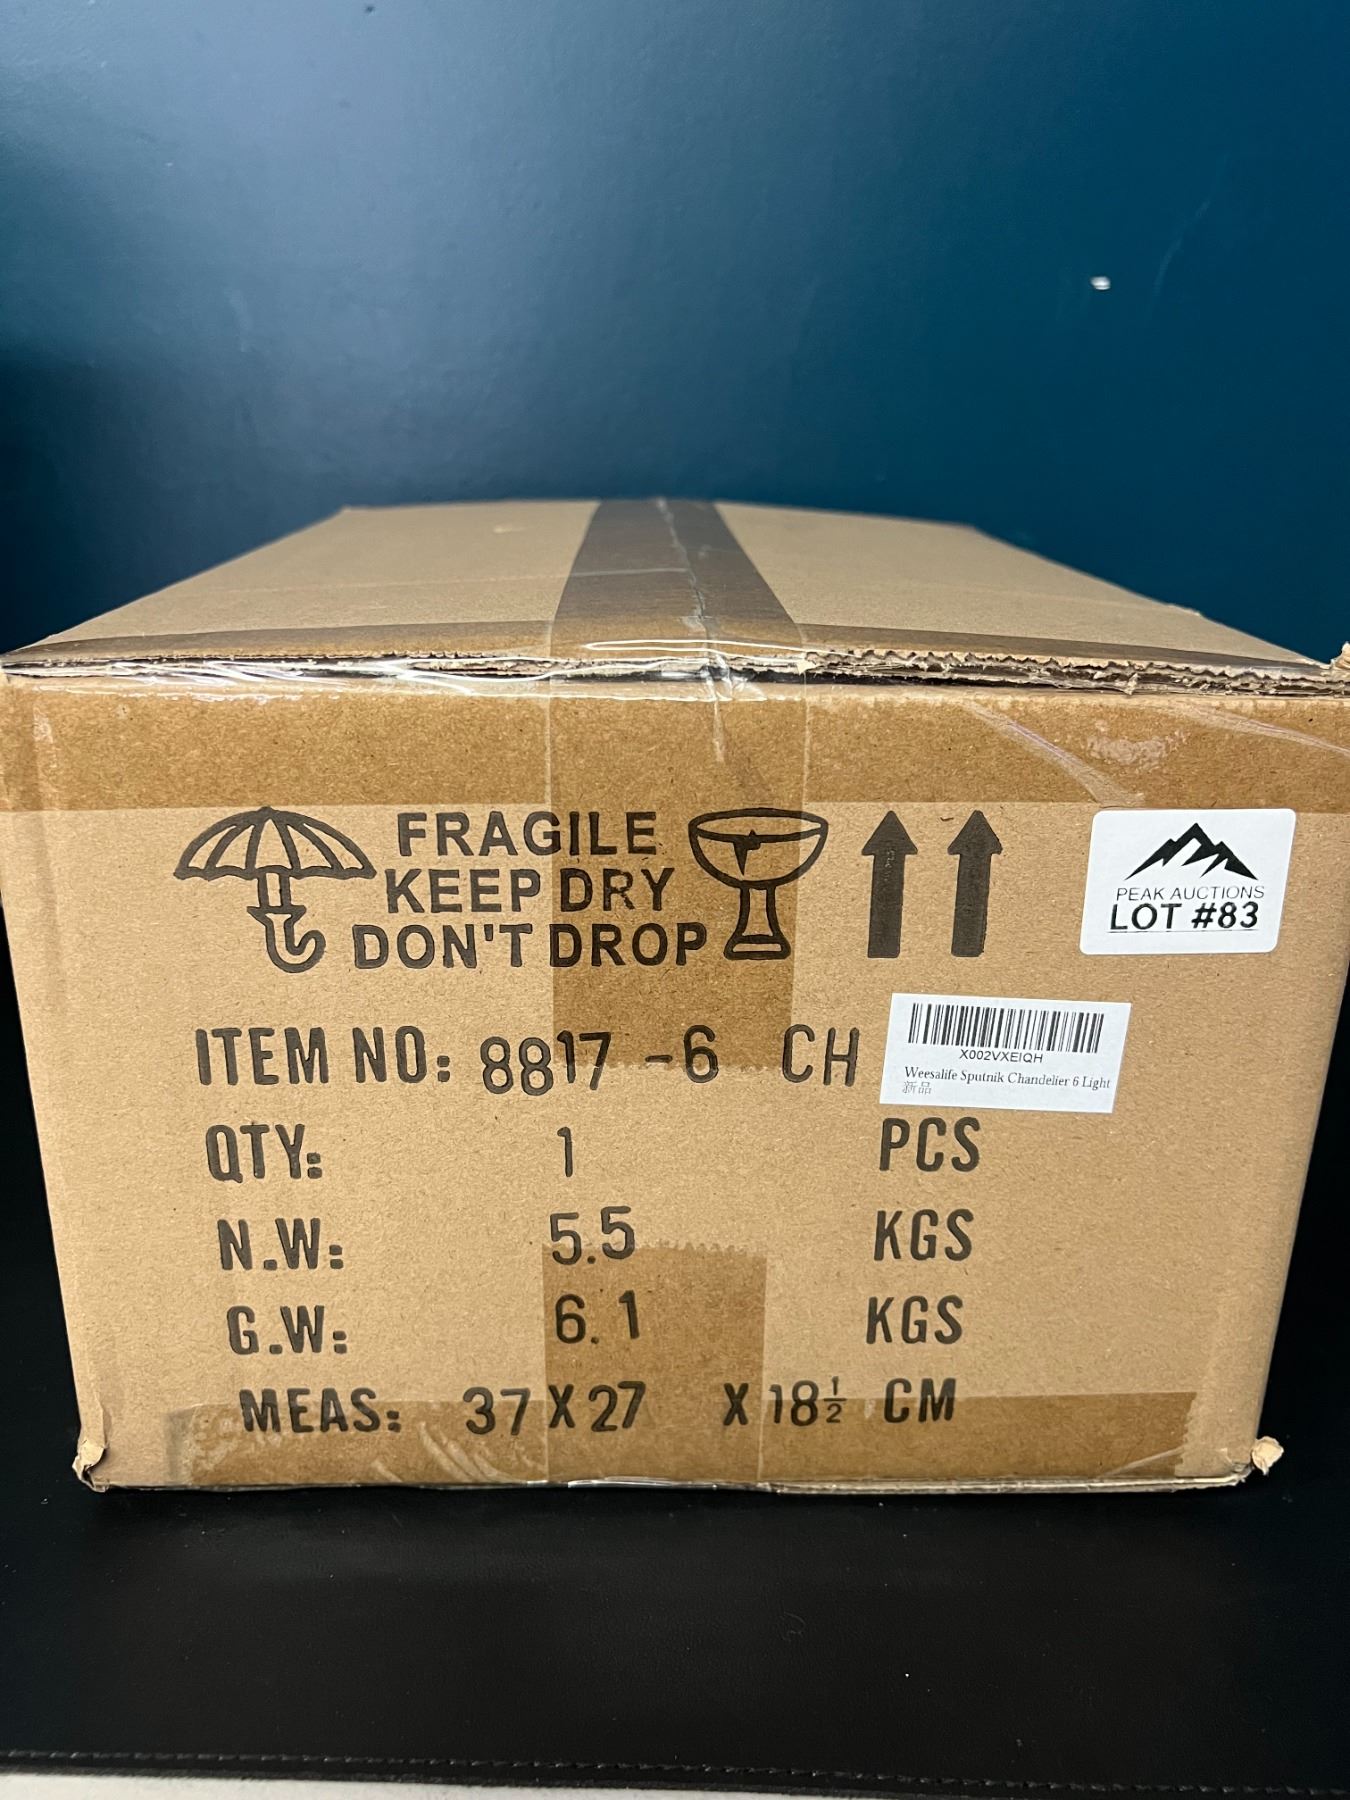 FRAGILE
KEEP DRY
DON'T DROP
PEAK AUCTIONS
LOT #83
ITEM NO: 8817 -6 CH
X002VXEIQH
Weesalife Sputnik Chandelier 6 Light
新品
QTY: 1 PCS
N.W: 5.5 KGS
G.W: 6.1 KGS
MEAS: 37 X 27 X 18½ CM